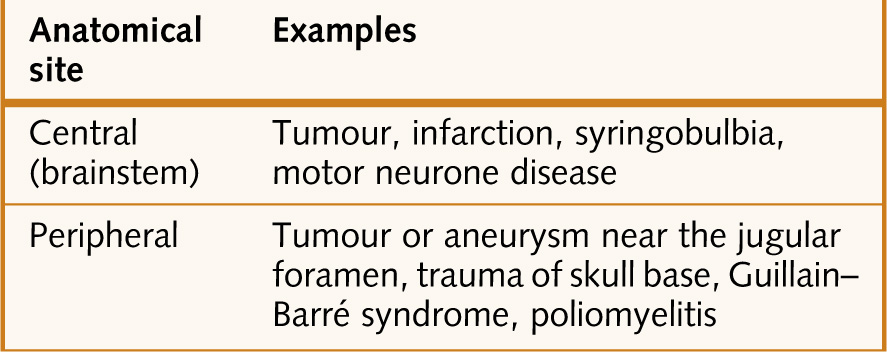 Anatomical site
Examples
Central (brainstem)
Tumour, infarction, syringobulbia,
motor neurone disease
Peripheral
Tumour or aneurysm near the jugular
foramen, trauma of skull base, Guillain–
Barré syndrome, poliomyelitis